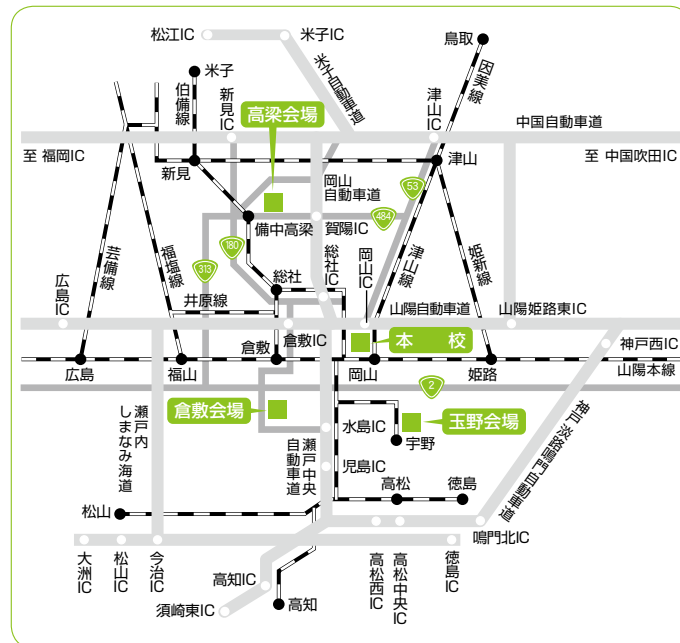 鳥取
松江IC
米子IC
米子
伯備線
新見IC
米子自動車道
因美線
津山IC
高梁会場
中国自動車道
至 福岡IC
新見
津山
至 中国吹田IC
岡山
自動車道
53
備中高梁
賀陽IC
484
180
313
芸備線
福塩線
総社
総社IC
岡山IC
津山線
姫新線
広島IC
井原線
山陽自動車道
山陽姫路東IC
倉敷IC
本 校
神戸西IC
広島
福山
倉敷
岡山
姫路
山陽本線
2
倉敷会場
玉野会場
瀬戸内
しまなみ海道
水島IC
宇野
瀬戸中央
自動車道
児島IC
神戸淡路鳴門自動車道
高松
徳島
松山
鳴門北IC
大洲IC
松山IC
今治IC
高松西IC
高松中央IC
徳島IC
高知IC
須崎東IC
高知